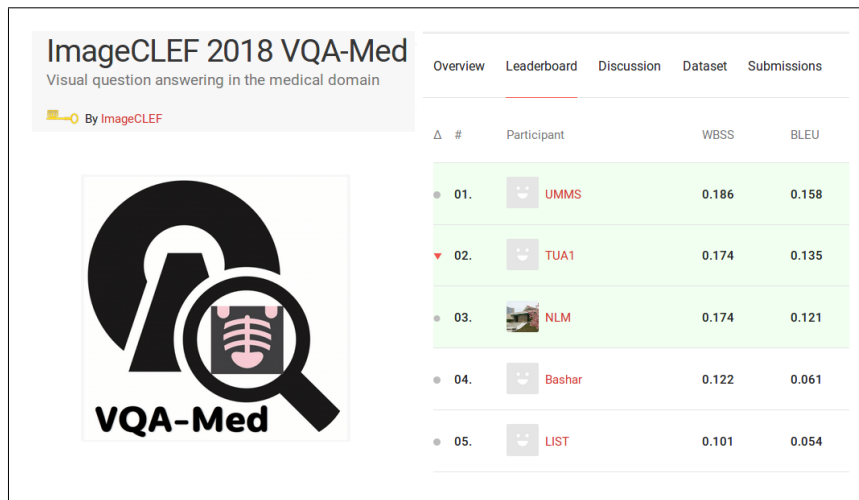 ImageCLEF 2018 VQA-Med
Visual question answering in the medical domain
By ImageCLEF
VQA-Med
Overview Leaderboard Discussion Dataset Submissions
Δ # Participant WBSS BLEU
01. UMMS 0.186 0.158
02. TUA1 0.174 0.135
03. NLM 0.174 0.121
04. Bashar 0.122 0.061
05. LIST 0.101 0.054